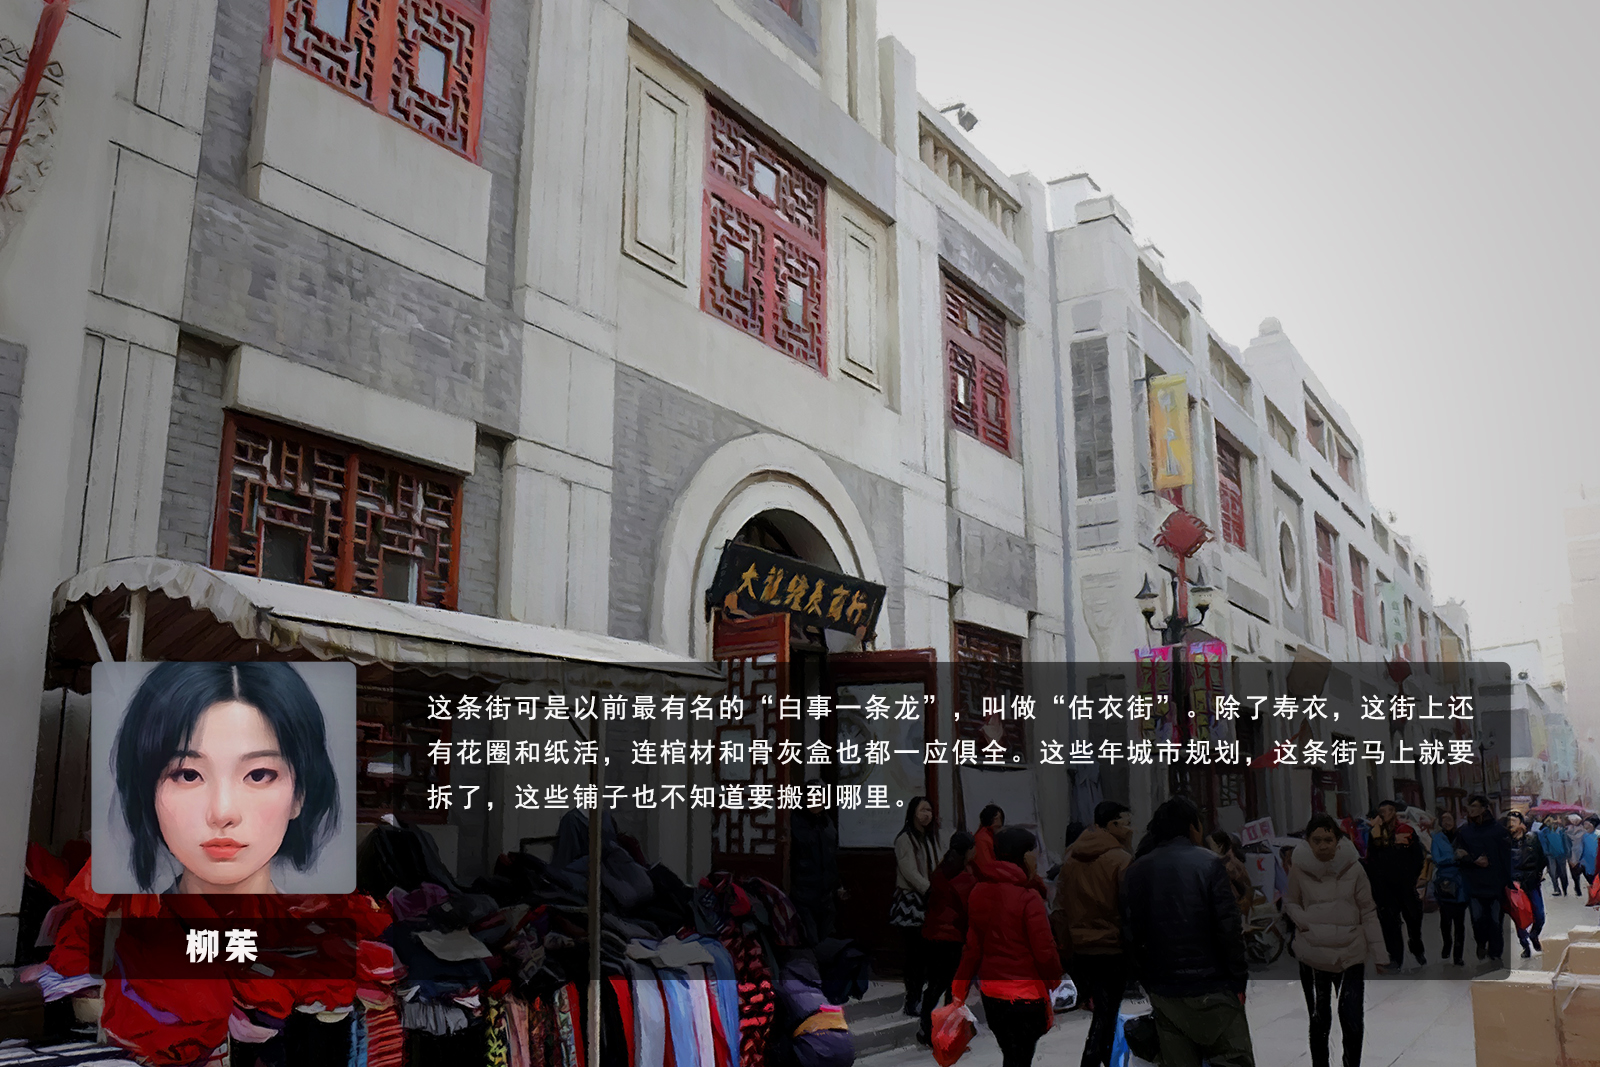 大龍
商行
这条街可是以前最有名的“白事一条龙”，叫做“估衣街”。除了寿衣，这街上还
有花圈和纸活，连棺材和骨灰盒也都一应俱全。这些年城市规划，这条街马上就要
拆了，这些铺子也不知道要搬到哪里。
柳茱